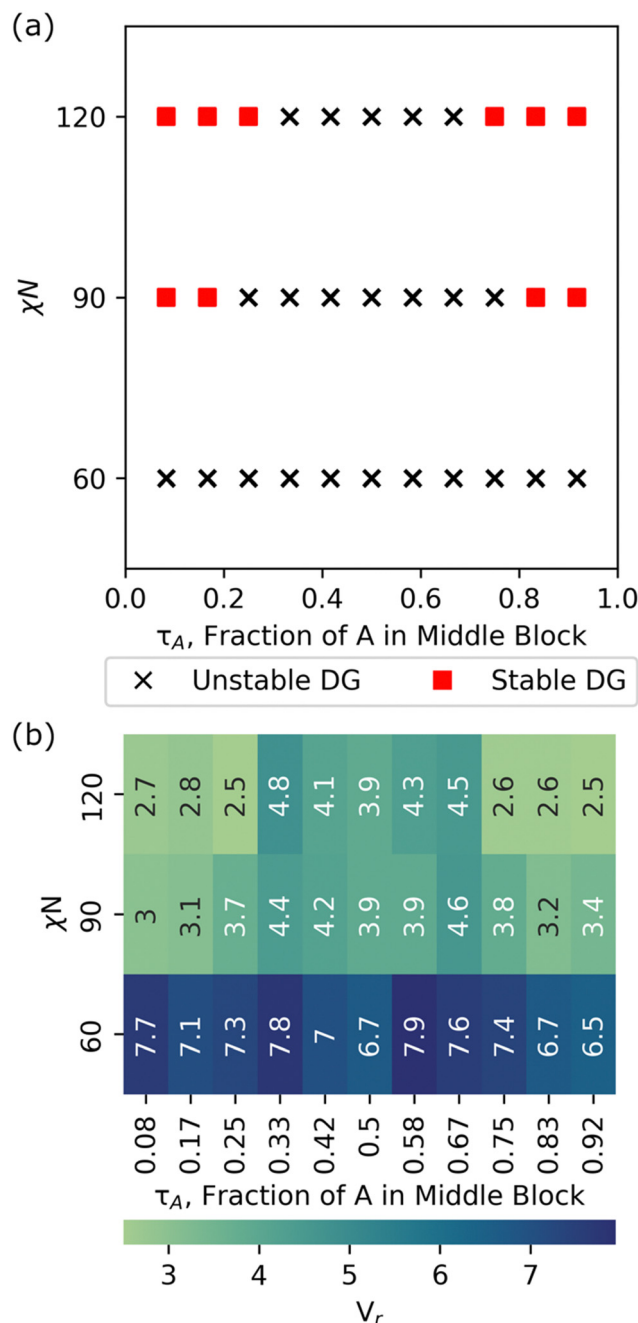 (a)
120
90
60
χN
0.0 0.2 0.4 0.6 0.8 1.0
τA, Fraction of A in Middle Block
Unstable DG Stable DG
(b)
120 2.7 2.8 2.5 4.8 4.1 3.9 4.3 4.5 2.6 2.6 2.5
90 3 3.1 3.7 4.4 4.2 3.9 3.9 4.6 3.8 3.2 3.4
60 7.7 7.1 7.3 7.8 7 6.7 7.9 7.6 7.4 6.7 6.5
χN
0.08 0.17 0.25 0.33 0.42 0.5 0.58 0.67 0.75 0.83 0.92
τA, Fraction of A in Middle Block
3 4 5 6 7
Vr